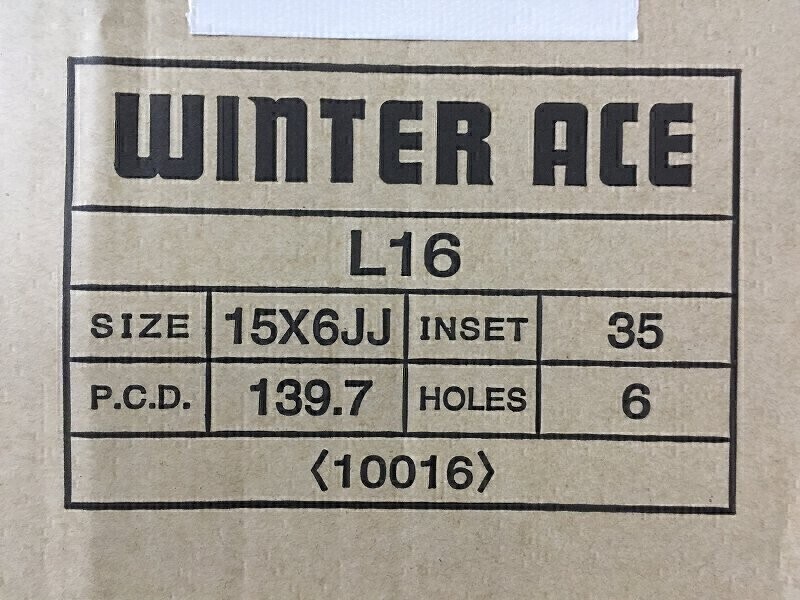 WINTER ACE
L16
SIZE 15X6JJ INSET 35
P.C.D. 139.7 HOLES 6
〈10016〉